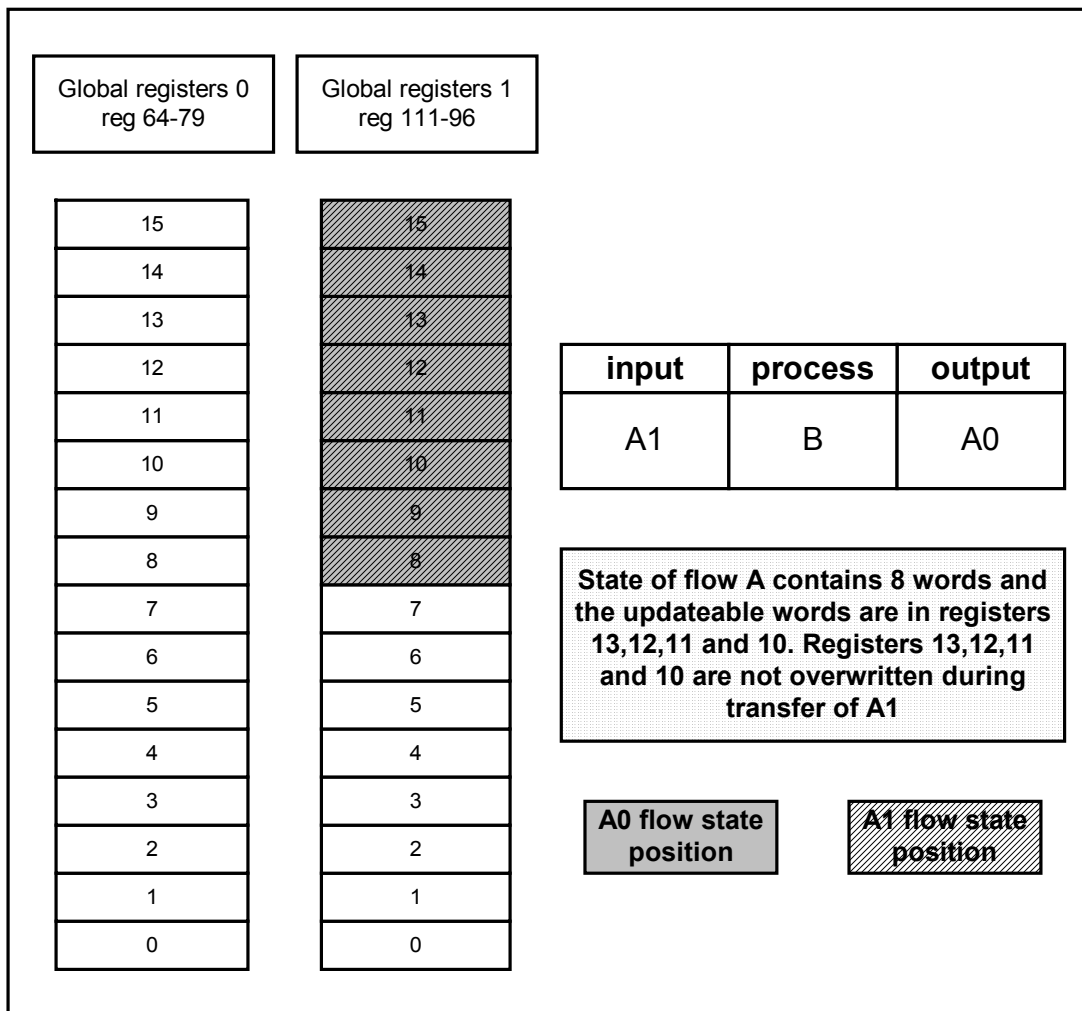 Global registers 0
reg 64-79
Global registers 1
reg 111-96
15
14
13
12
11
10
9
8
7
6
5
4
3
2
1
0
15
14
13
12
11
10
9
8
7
6
5
4
3
2
1
0
input process output
A1 B A0
State of flow A contains 8 words and
the updateable words are in registers
13,12,11 and 10. Registers 13,12,11
and 10 are not overwritten during
transfer of A1
A0 flow state
position
A1 flow state
position